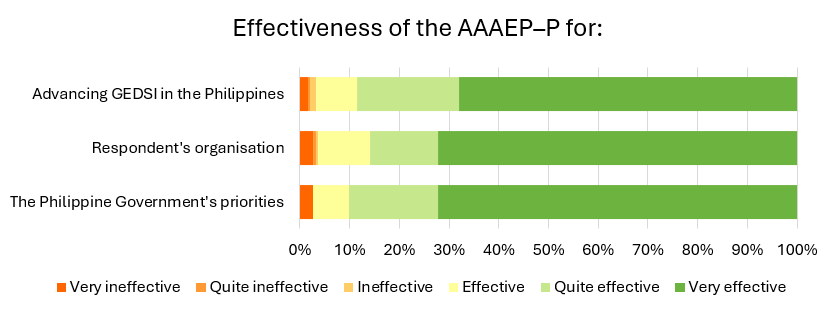 Effectiveness of the AAAEP–P for:
Advancing GEDSI in the Philippines
Respondent's organisation
The Philippine Government's priorities
0% 10% 20% 30% 40% 50% 60% 70% 80% 90% 100%
Very ineffective Quite ineffective Ineffective Effective Quite effective Very effective